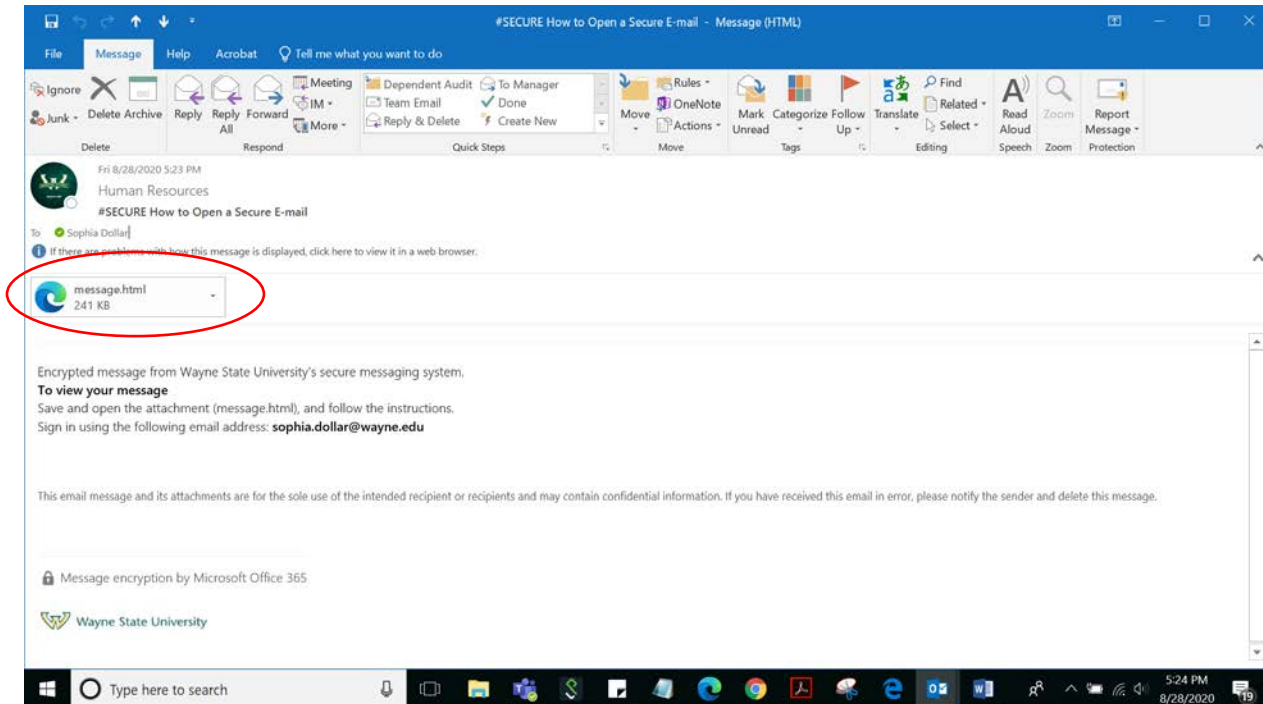 #SECURE How to Open a Secure E-mail - Message (HTML)
File Message Help Acrobat Tell me what you want to do
Ignore
Junk
Delete Archive
Reply Reply All Forward
Meeting
IM
More
Dependent Audit To Manager
Team Email Done
Reply & Delete Create New
Move
Rules
OneNote
Actions
Mark Unread Categorize Follow Up
Translate
Find
Related
Select
Read Aloud
Zoom
Report Message
Delete Respond Quick Steps Move Tags Editing Speech Zoom Protection
Fri 8/28/2020 5:23 PM
Human Resources
#SECURE How to Open a Secure E-mail
To Sophia Dollar
If there are problems with how this message is displayed, click here to view it in a web browser.
message.html
241 KB
Encrypted message from Wayne State University's secure messaging system.
To view your message
Save and open the attachment (message.html), and follow the instructions.
Sign in using the following email address: sophia.dollar@wayne.edu
This email message and its attachments are for the sole use of the intended recipient or recipients and may contain confidential information. If you have received this email in error, please notify the sender and delete this message.
Message encryption by Microsoft Office 365
Wayne State University
Type here to search
5:24 PM
8/28/2020
19